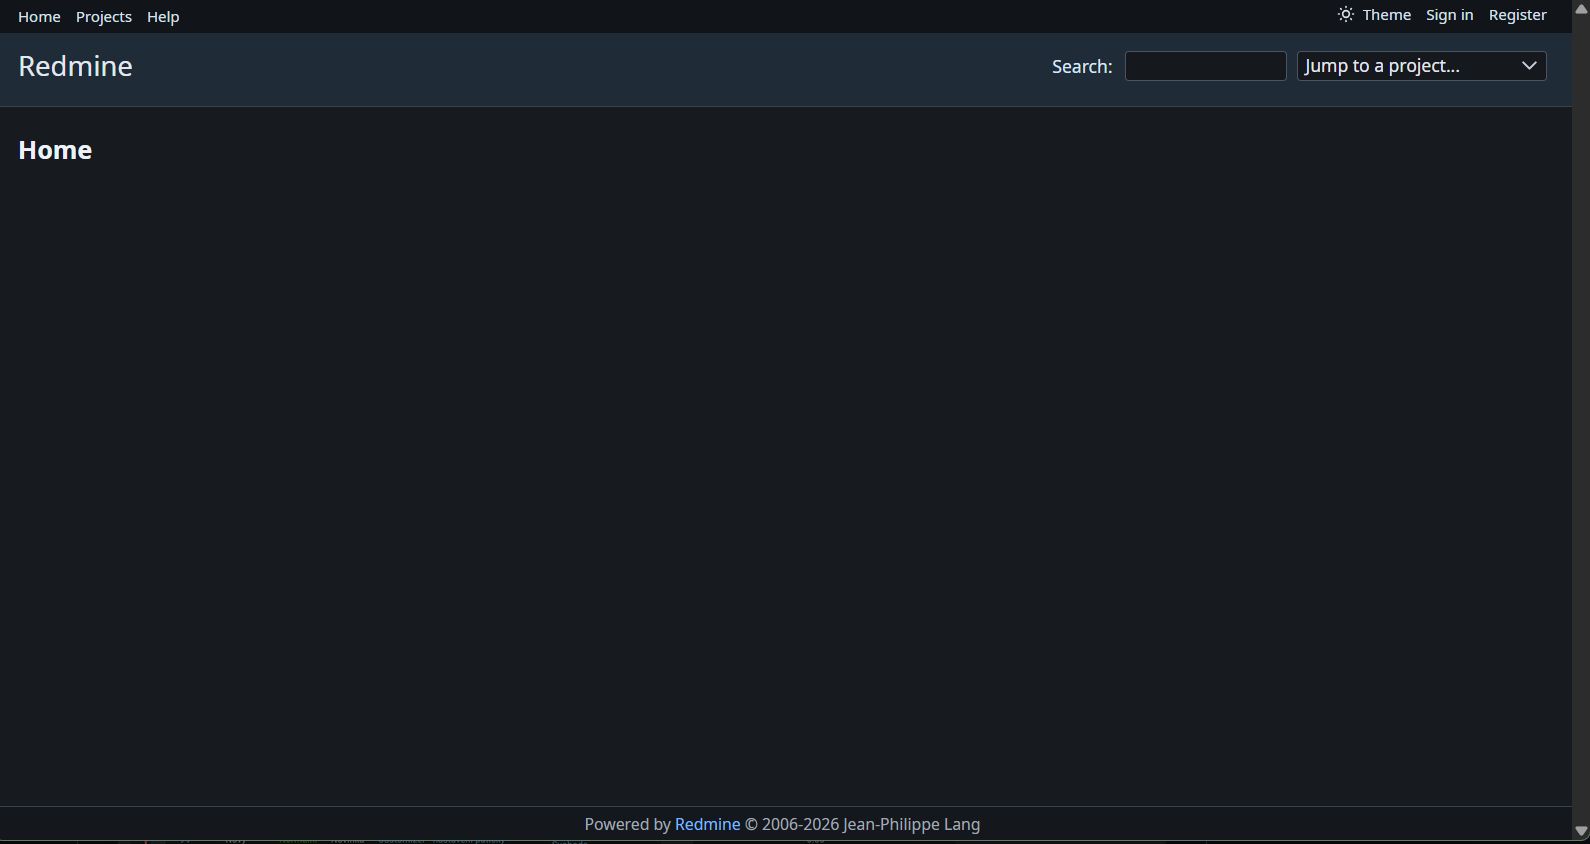 Home Projects Help Theme Sign in Register
Redmine Search: Jump to a project...
Home
Powered by Redmine © 2006-2026 Jean-Philippe Lang